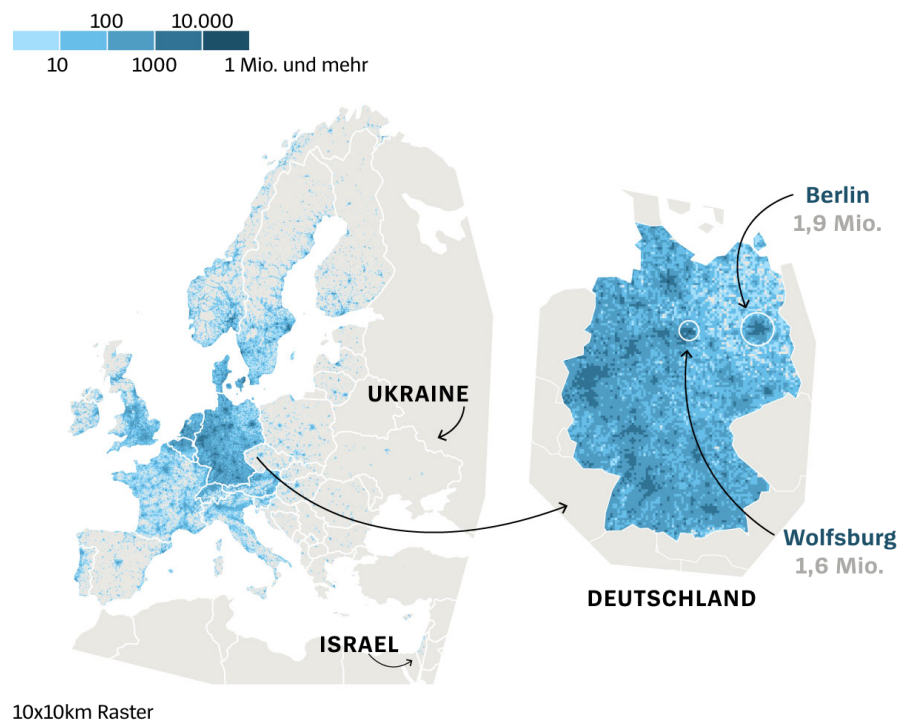 100 10.000
10 1000 1 Mio. und mehr
Berlin
1,9 Mio.
UKRAINE
Wolfsburg
1,6 Mio.
DEUTSCHLAND
ISRAEL
10x10km Raster